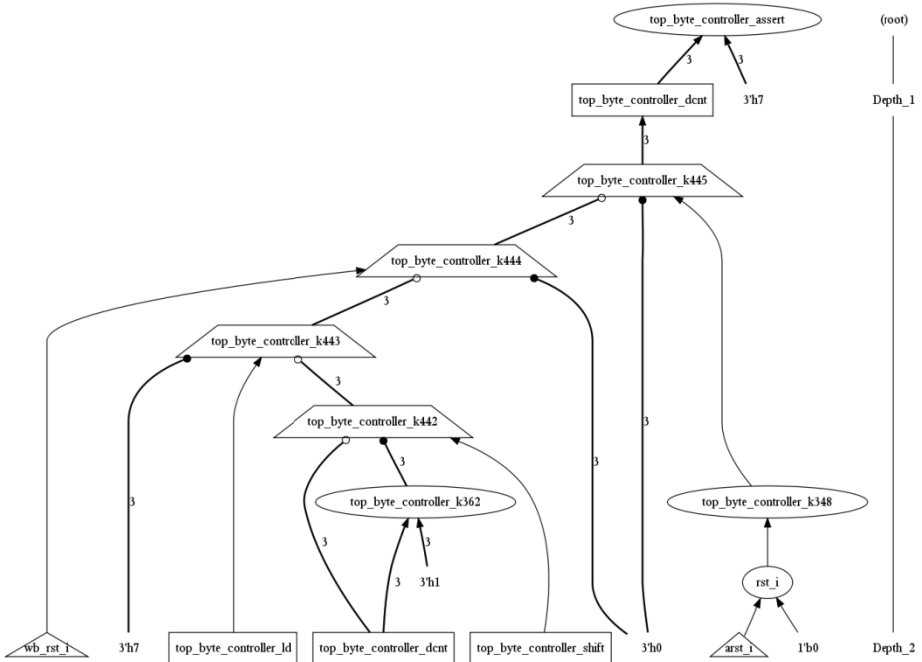 top_byte_controller_assert (root)
3 3
top_byte_controller_dcnt 3'h7 Depth_1
3
top_byte_controller_k445
3
top_byte_controller_k444
3
top_byte_controller_k443
3
top_byte_controller_k442
3 3 3
3
top_byte_controller_k362 top_byte_controller_k348
3 3
3 3'h1 rst_i
wb_rst_i 3'h7 top_byte_controller_ld top_byte_controller_dcnt top_byte_controller_shift 3'h0 arst_i 1'b0 Depth_2